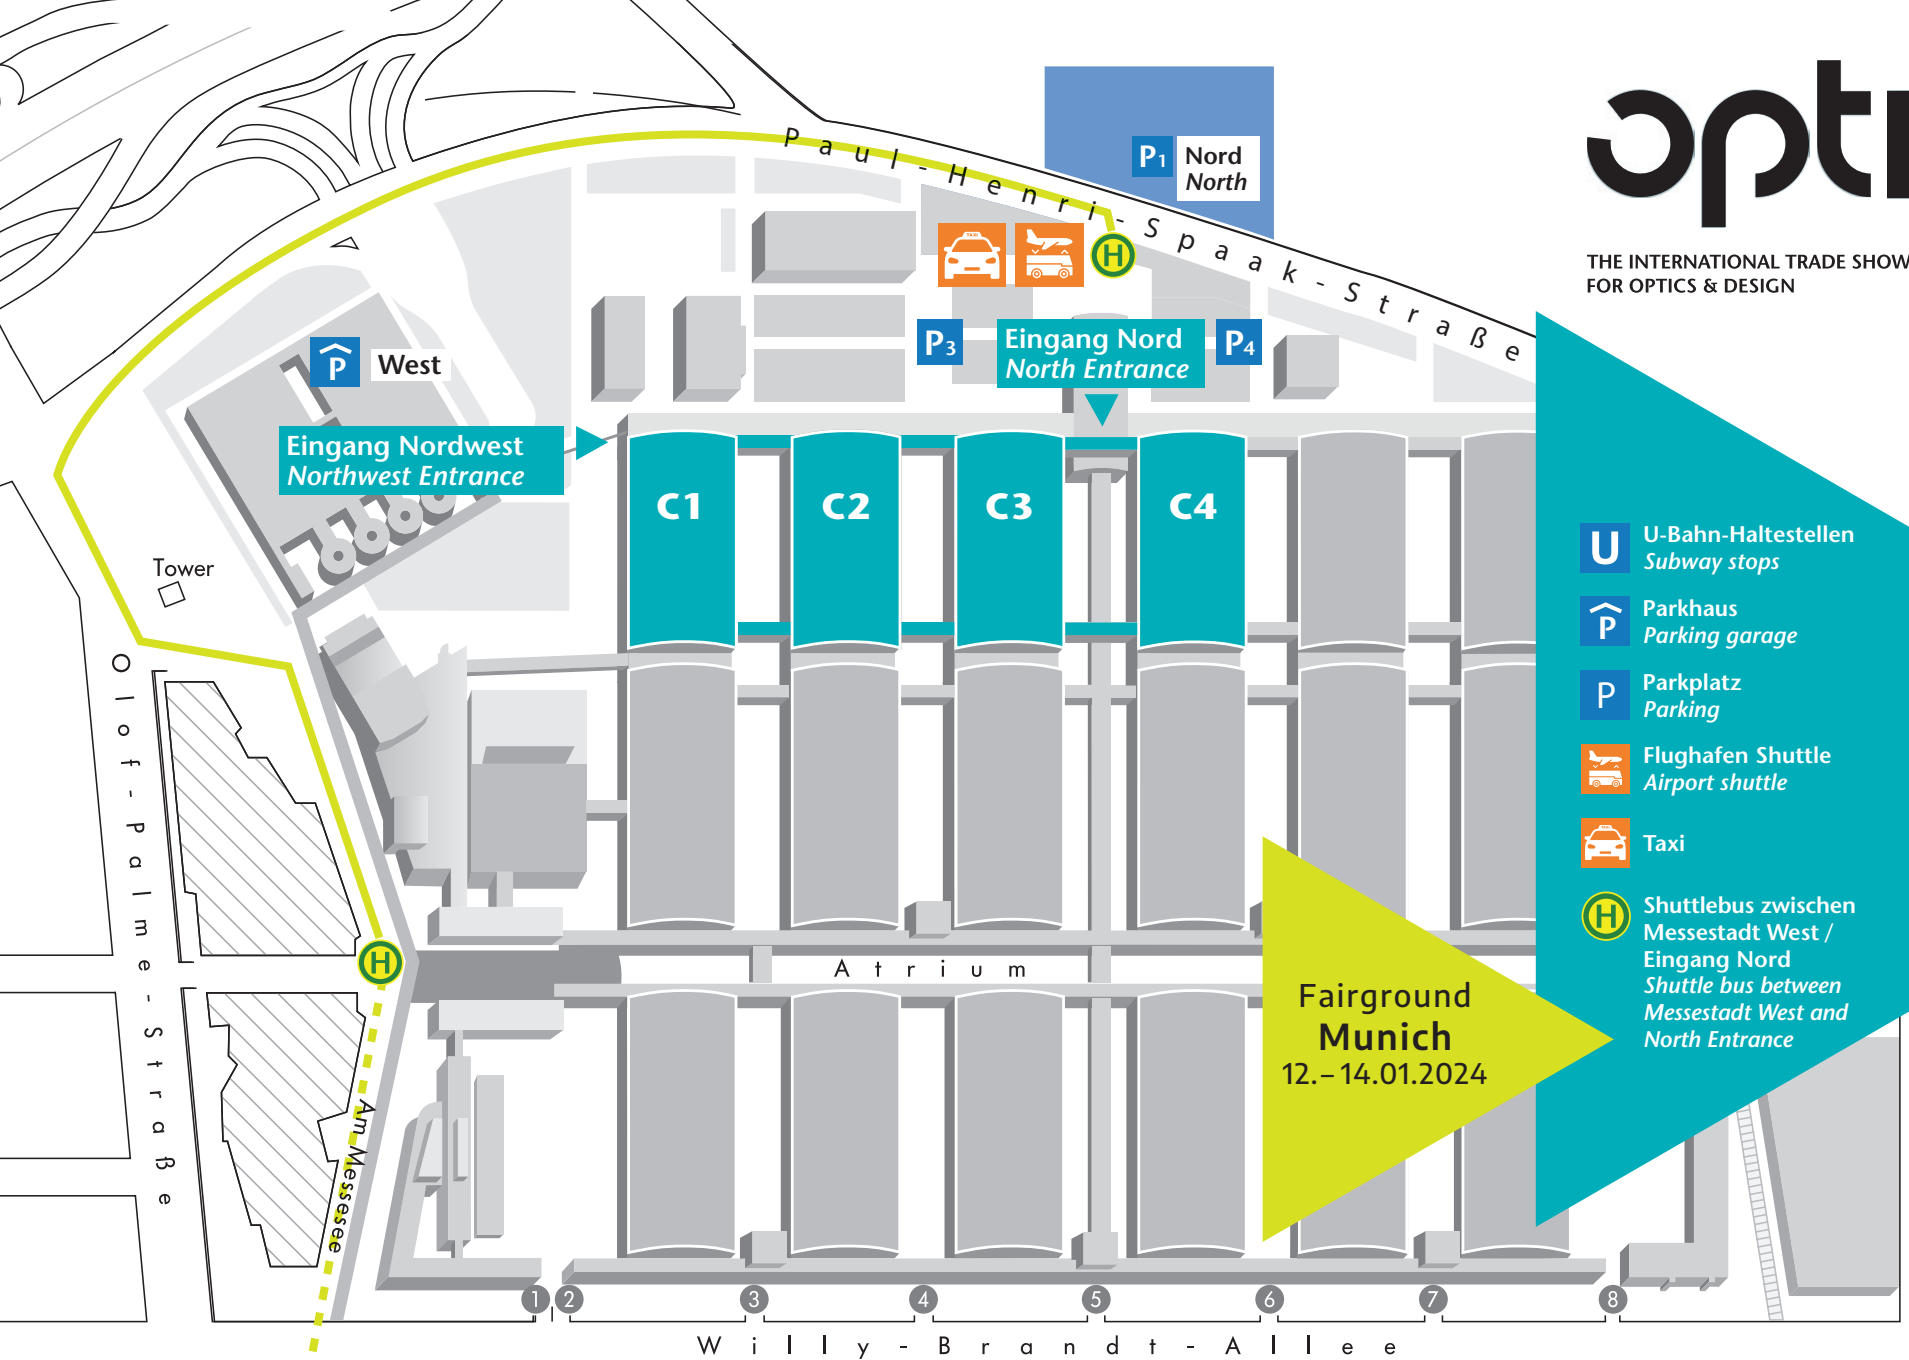 opti
THE INTERNATIONAL TRADE SHOW
FOR OPTICS & DESIGN
P1 Nord
North
Paul-Henri-Spaak-Straße
TAXI
H
P3
Eingang Nord
North Entrance
P4
P West
Eingang Nordwest
Northwest Entrance
C1
C2
C3
C4
Tower
Olof-Palme-Straße
H
Atrium
Am Messesee
Fairground
Munich
12.–14.01.2024
U U-Bahn-Haltestellen
Subway stops
P Parkhaus
Parking garage
P Parkplatz
Parking
Flughafen Shuttle
Airport shuttle
TAXI Taxi
H Shuttlebus zwischen
Messestadt West /
Eingang Nord
Shuttle bus between
Messestadt West and
North Entrance
1 2 3 4 5 6 7 8
Willy-Brandt-Allee